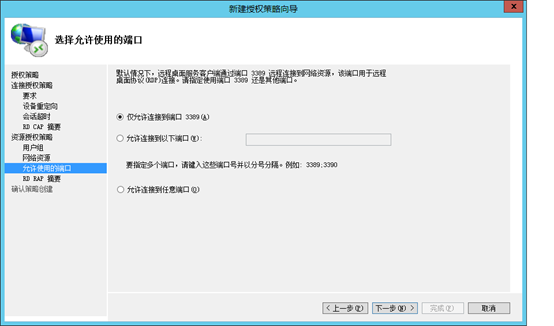 新建授权策略向导
选择允许使用的端口
授权策略
连接授权策略
要求
设备重定向
会话超时
RD CAP 摘要
资源授权策略
用户组
网络资源
允许使用的端口
RD RAP 摘要
确认策略创建
默认情况下，远程桌面服务客户端通过端口 3389 远程连接到网络资源，该端口用于远程
桌面协议(RDP)连接。请指定使用端口 3389 还是其他端口。
仅允许连接到端口 3389(A)
允许连接到以下端口(E):
要指定多个端口，请键入这些端口号并以分号分隔。例如: 3389;3390
允许连接到任意端口(O)
< 上一步(P)
下一步(N) >
完成(F)
取消